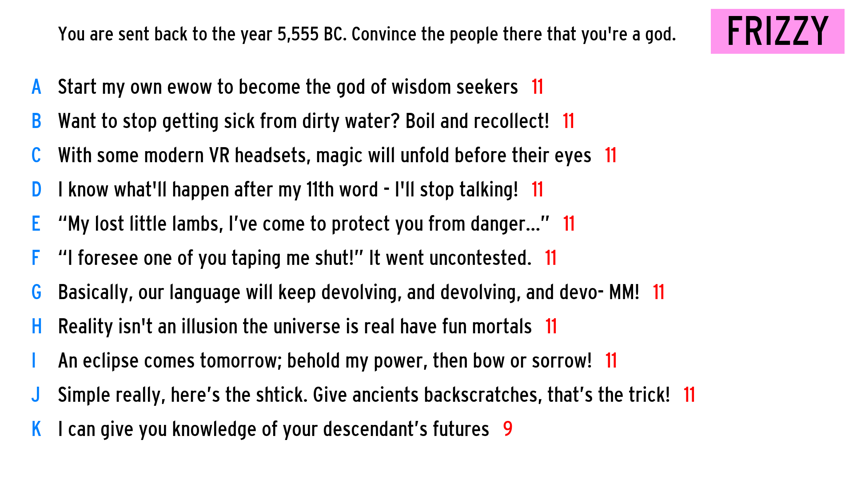 You are sent back to the year 5,555 BC. Convince the people there that you're a god.
FRIZZY
A Start my own ewow to become the god of wisdom seekers 11
B Want to stop getting sick from dirty water? Boil and recollect! 11
C With some modern VR headsets, magic will unfold before their eyes 11
D I know what'll happen after my 11th word - I'll stop talking! 11
E “My lost little lambs, I’ve come to protect you from danger...” 11
F “I foresee one of you taping me shut!” It went uncontested. 11
G Basically, our language will keep devolving, and devolving, and devo- MM! 11
H Reality isn't an illusion the universe is real have fun mortals 11
I An eclipse comes tomorrow; behold my power, then bow or sorrow! 11
J Simple really, here’s the shtick. Give ancients backscratches, that’s the trick! 11
K I can give you knowledge of your descendant’s futures 9